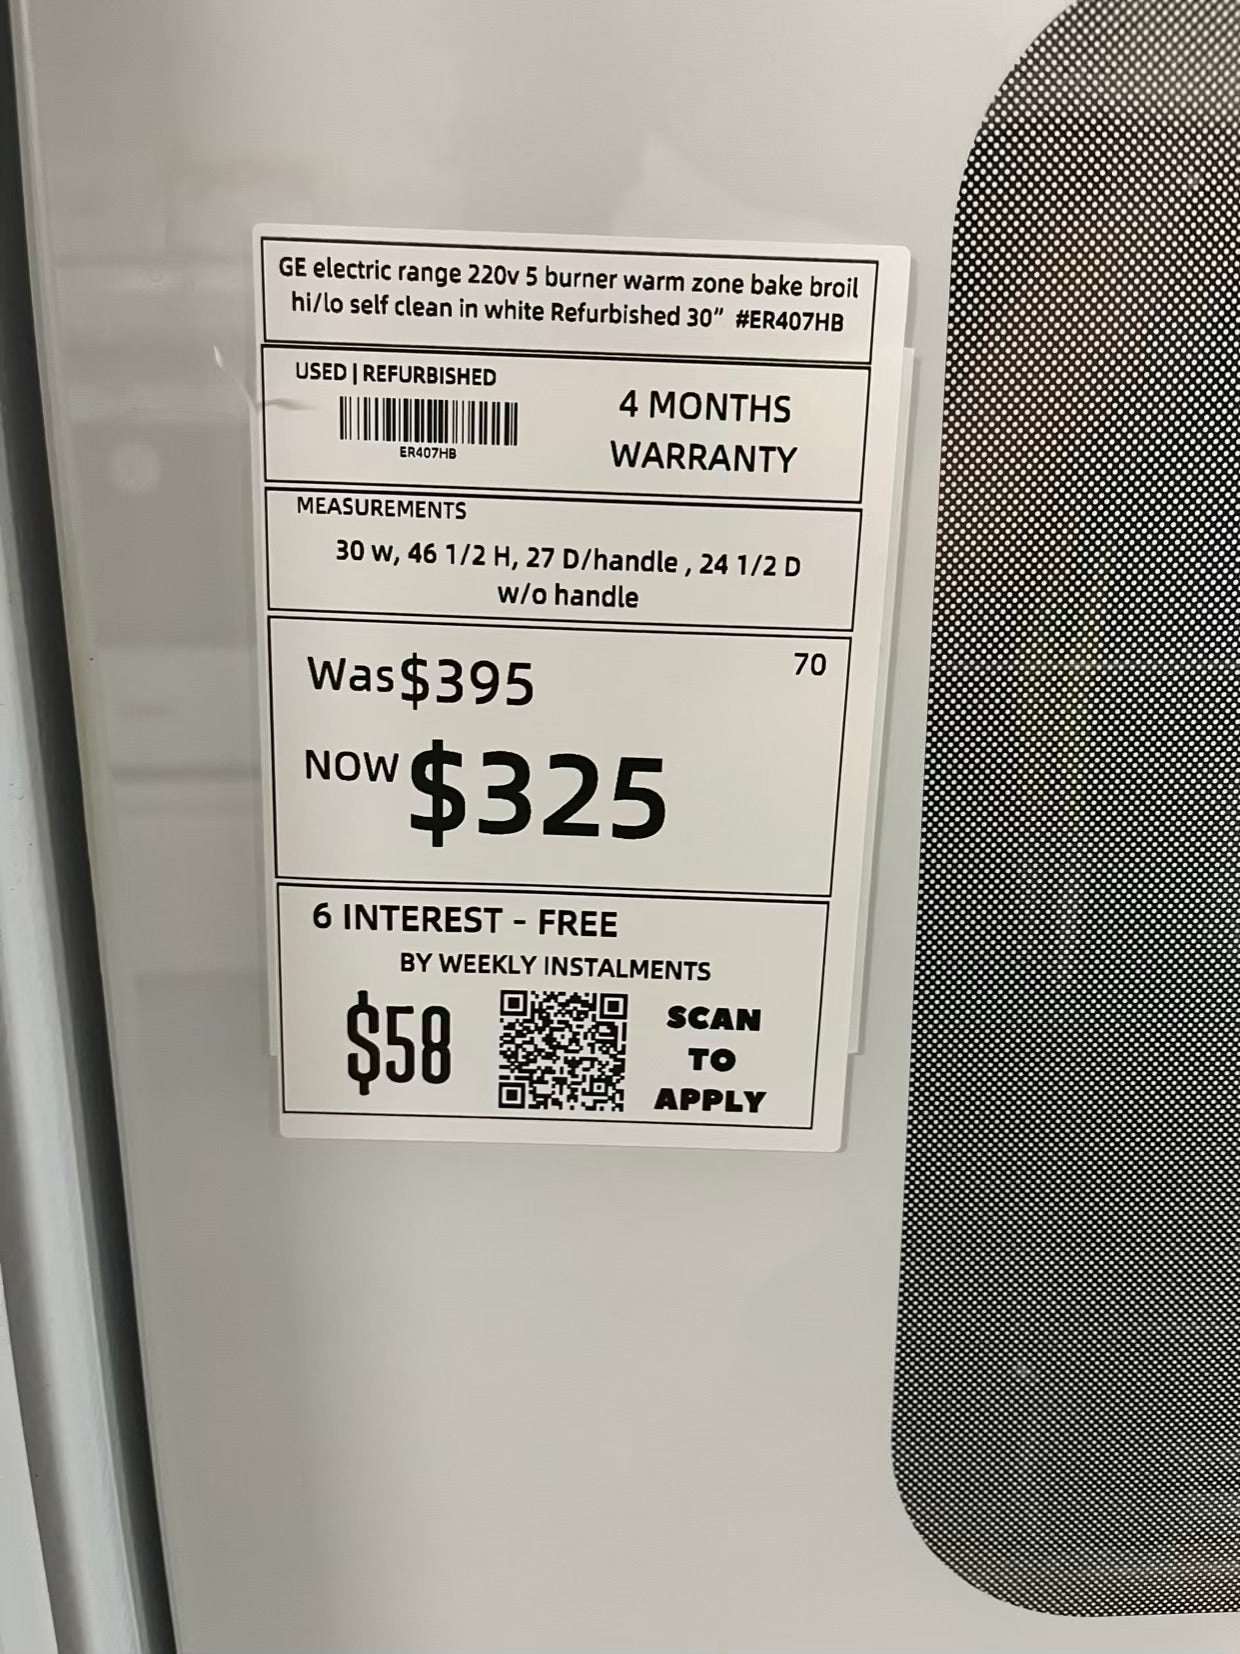 GE electric range 220v 5 burner warm zone bake broil
hi/lo self clean in white Refurbished 30” #ER407HB
USED | REFURBISHED
ER407HB
4 MONTHS
WARRANTY
MEASUREMENTS
30 w, 46 1/2 H, 27 D/handle , 24 1/2 D
w/o handle
Was $395
70
NOW $325
6 INTEREST - FREE
BY WEEKLY INSTALMENTS
$58
SCAN
TO
APPLY